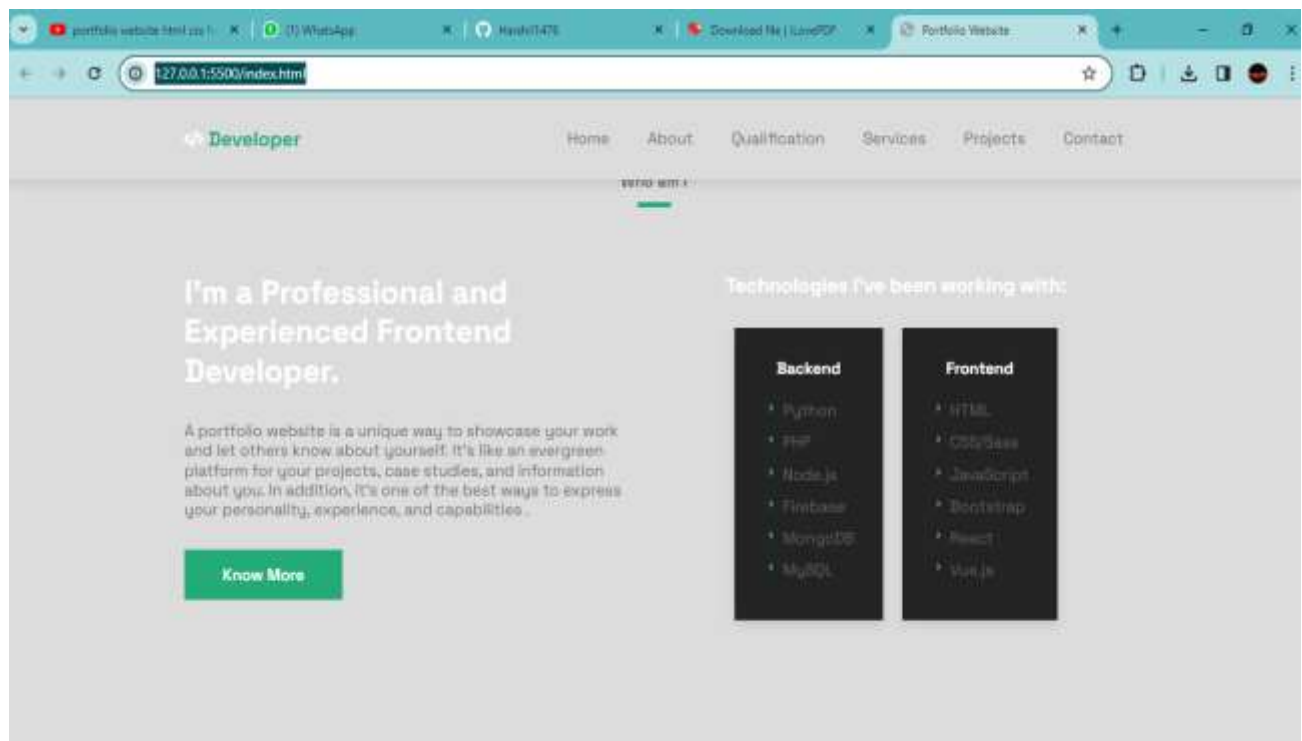 portfolio website html css
(1) WhatsApp
Harshil1476
Download file | iLovePDF
Portfolio Website
127.0.0.1:5500/index.html
Developer
Home About Qualification Services Projects Contact
Who am I
I'm a Professional and
Experienced Frontend
Developer.
A portfolio website is a unique way to showcase your work
and let others know about yourself. It's like an evergreen
platform for your projects, case studies, and information
about you. In addition, it's one of the best ways to express
your personality, experience, and capabilities .
Know More
Technologies I've been working with:
Backend
Python
PHP
Node.js
Firebase
MongoDB
MySQL
Frontend
HTML
CSS/Sass
JavaScript
Bootstrap
React
Vue.js